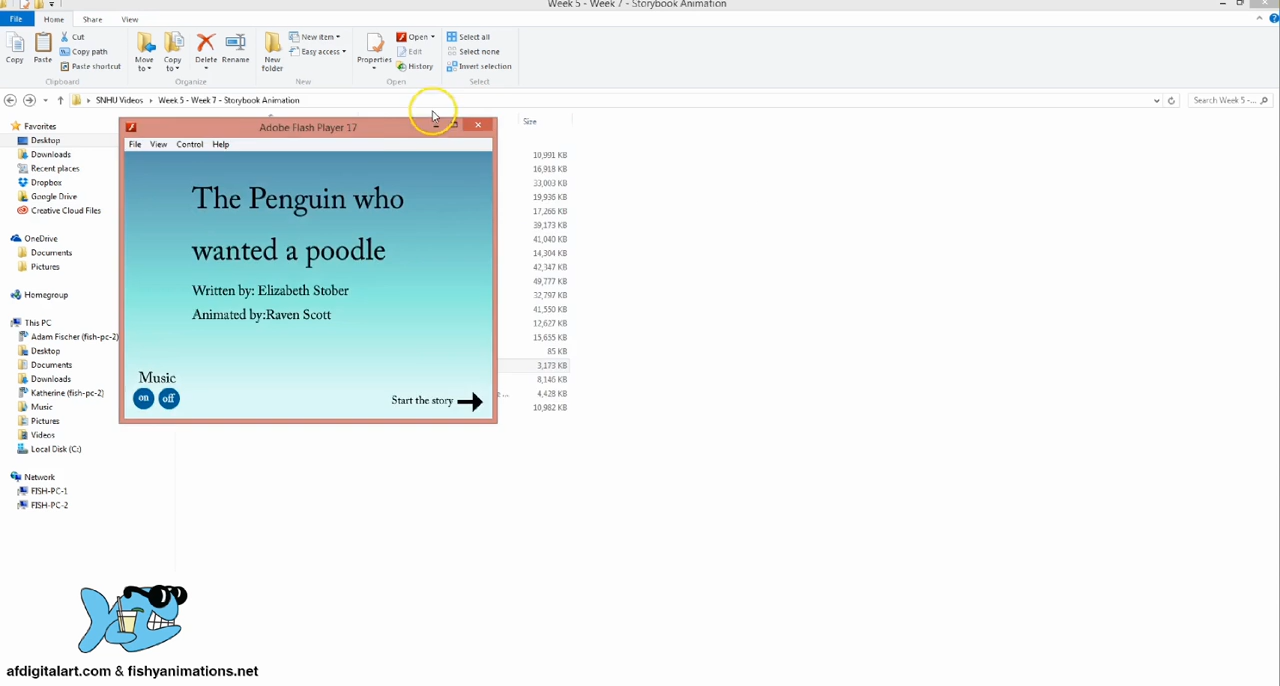 Week 5 - Week 7 - Storybook Animation
File Home Share View
Copy
Paste
Cut
Copy path
Paste shortcut
Clipboard
Move to
Copy to
Delete
Rename
Organize
New folder
New item
Easy access
New
Properties
Open
Edit
History
Open
Select all
Select none
Invert selection
Select
SNHU Videos Week 5 - Week 7 - Storybook Animation
Search Week 5 -...
Favorites
Desktop
Downloads
Recent places
Dropbox
Google Drive
Creative Cloud Files
OneDrive
Documents
Pictures
Homegroup
This PC
Adam Fischer (fish-pc-2)
Desktop
Documents
Downloads
Katherine (fish-pc-2)
Music
Pictures
Videos
Local Disk (C:)
Network
FISH-PC-1
FISH-PC-2
Adobe Flash Player 17
File View Control Help
The Penguin who
wanted a poodle
Written by: Elizabeth Stober
Animated by:Raven Scott
Music
on off
Start the story
Size
10,991 KB
16,918 KB
33,003 KB
19,936 KB
17,266 KB
39,173 KB
41,040 KB
14,304 KB
42,347 KB
49,777 KB
32,797 KB
41,550 KB
12,627 KB
15,655 KB
85 KB
3,173 KB
8,146 KB
4,428 KB
10,982 KB
afdigitalart.com & fishyanimations.net